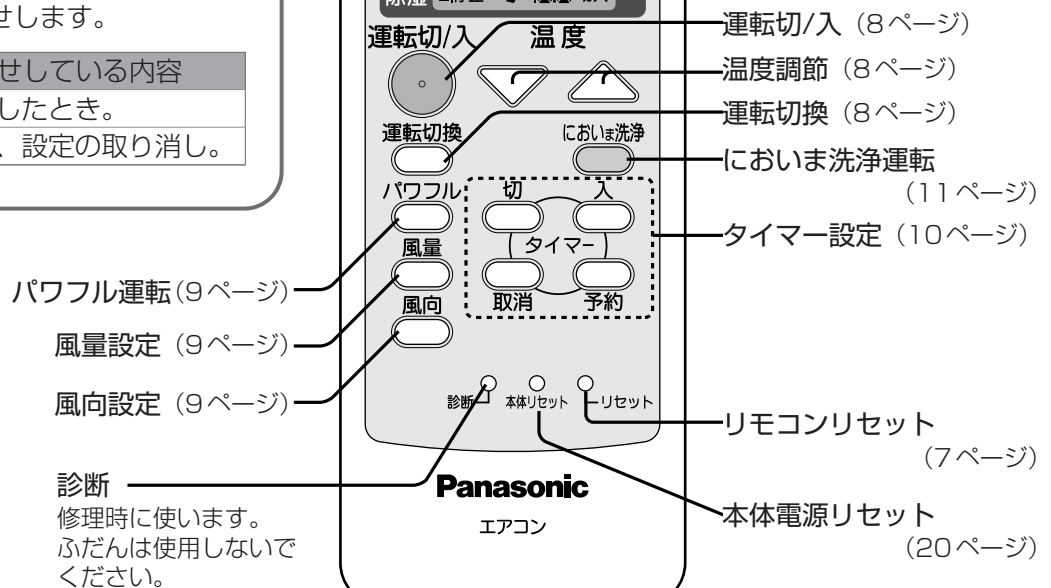 せします。
せしている内容
したとき。
、設定の取り消し。
パワフル運転(9ページ)
風量設定(9ページ)
風向設定(9ページ)
診断
修理時に使います。
ふだんは使用しないで
ください。
除湿
運転切/入 温度
運転切換 においま洗浄
パワフル 切 入
風量 タイマー
風向 取消 予約
診断 本体リセット リセット
Panasonic
エアコン
運転切/入(8ページ)
温度調節(8ページ)
運転切換(8ページ)
においま洗浄運転
(11ページ)
タイマー設定(10ページ)
リモコンリセット
(7ページ)
本体電源リセット
(20ページ)